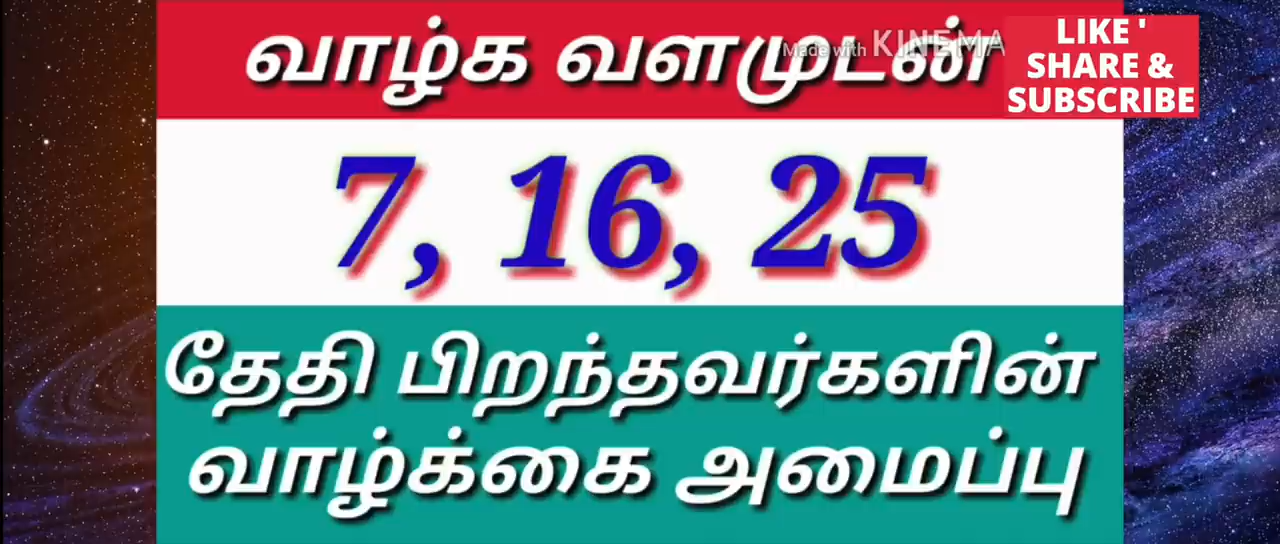 வாழ்க வளமுடன்
Made with KINEMA
LIKE '
SHARE &
SUBSCRIBE
7, 16, 25
தேதி பிறந்தவர்களின்
வாழ்க்கை அமைப்பு